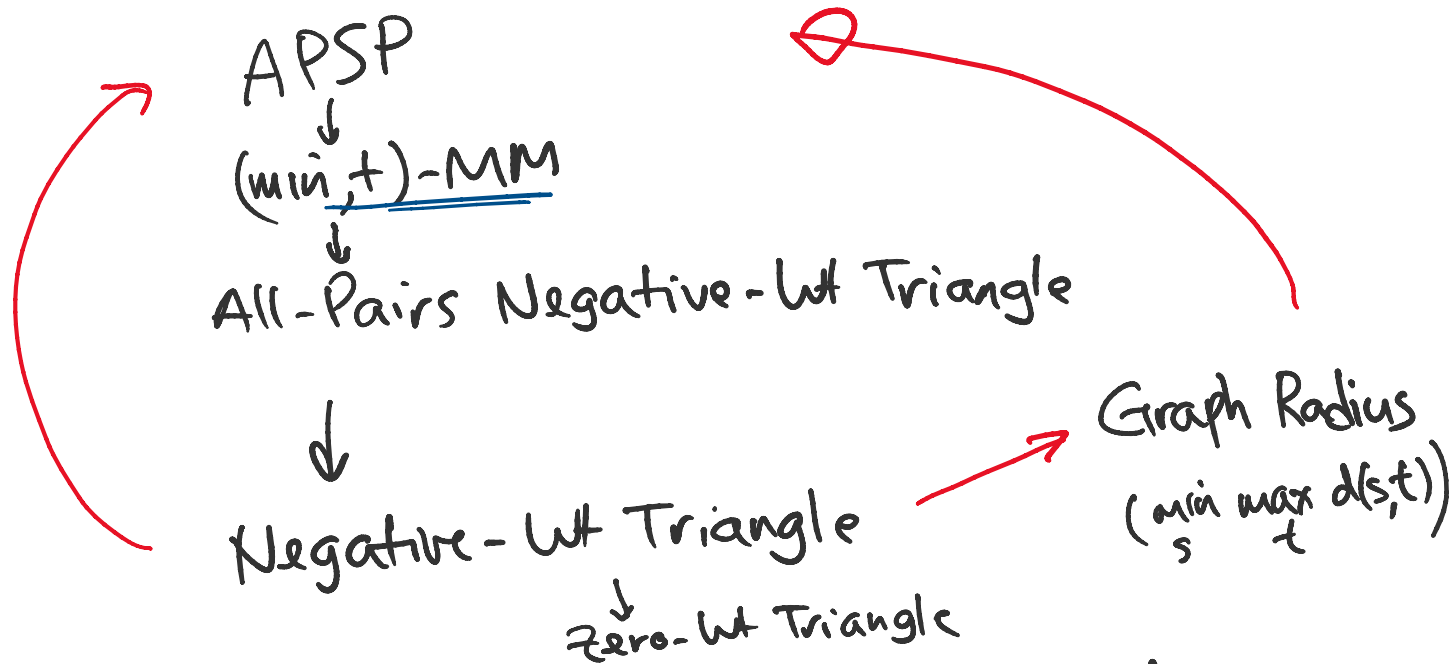 APSP
(min,+)-MM
All-Pairs Negative-Wt Triangle
Graph Radius
(min max d(s,t))
s t
Negative-Wt Triangle
Zero-Wt Triangle